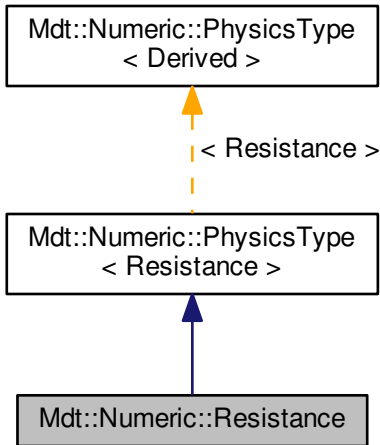 Mdt::Numeric::PhysicsType
< Derived >
< Resistance >
Mdt::Numeric::PhysicsType
< Resistance >
Mdt::Numeric::Resistance